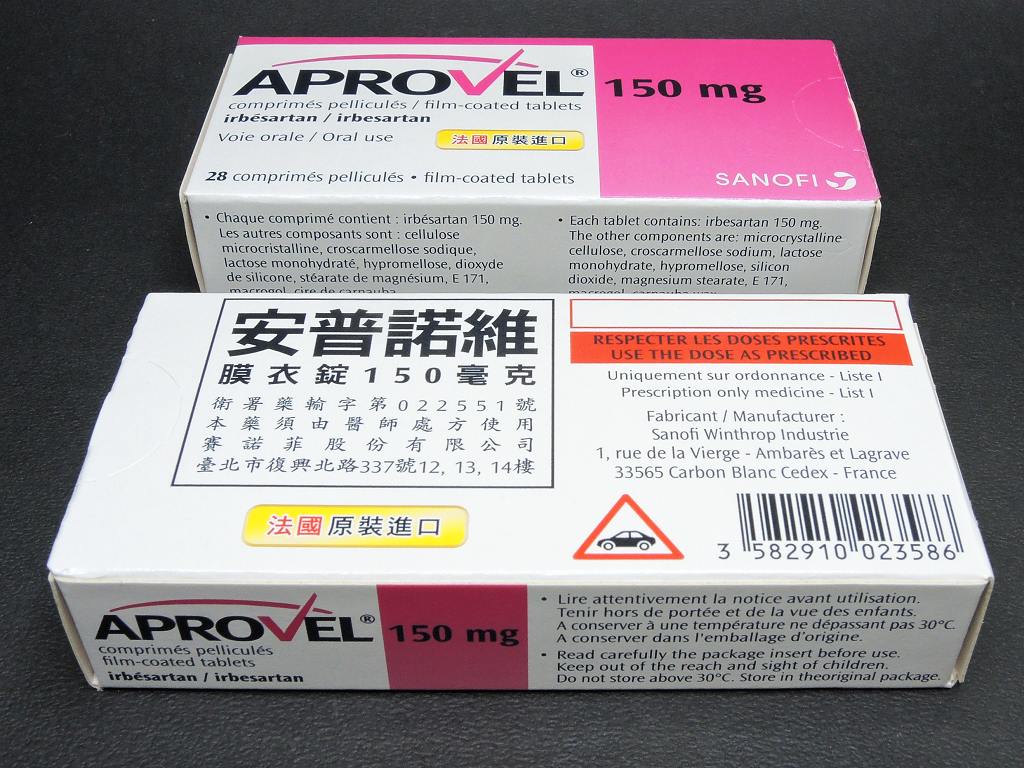 APROVEL® 150 mg
comprimés pelliculés / film-coated tablets
irbésartan / irbesartan
Voie orale / Oral use
法國原裝進口
28 comprimés pelliculés • film-coated tablets
SANOFI
• Chaque comprimé contient : irbésartan 150 mg.
Les autres composants sont : cellulose
microcristalline, croscarmellose sodique,
lactose monohydraté, hypromellose, dioxyde
de silicone, stéarate de magnésium, E 171,
macrogol, cire de carnauba
• Each tablet contains: irbesartan 150 mg.
The other components are: microcrystalline
cellulose, croscarmellose sodium, lactose
monohydrate, hypromellose, silicon
dioxide, magnesium stearate, E 171,
macrogol, carnauba wax
安普諾維
膜衣錠150毫克
衛署藥輸字第022551號
本藥須由醫師處方使用
賽諾菲股份有限公司
臺北市復興北路337號12, 13, 14樓
法國原裝進口
RESPECTER LES DOSES PRESCRITES
USE THE DOSE AS PRESCRIBED
Uniquement sur ordonnance - Liste I
Prescription only medicine - List I
Fabricant / Manufacturer :
Sanofi Winthrop Industrie
1, rue de la Vierge - Ambarès et Lagrave
33565 Carbon Blanc Cedex - France
3 582910 023586
APROVEL® 150 mg
comprimés pelliculés
film-coated tablets
irbésartan / irbesartan
• Lire attentivement la notice avant utilisation.
Tenir hors de portée et de la vue des enfants.
A conserver à une température ne dépassant pas 30°C.
A conserver dans l'emballage d'origine.
• Read carefully the package insert before use.
Keep out of the reach and sight of children.
Do not store above 30°C. Store in theoriginal package.